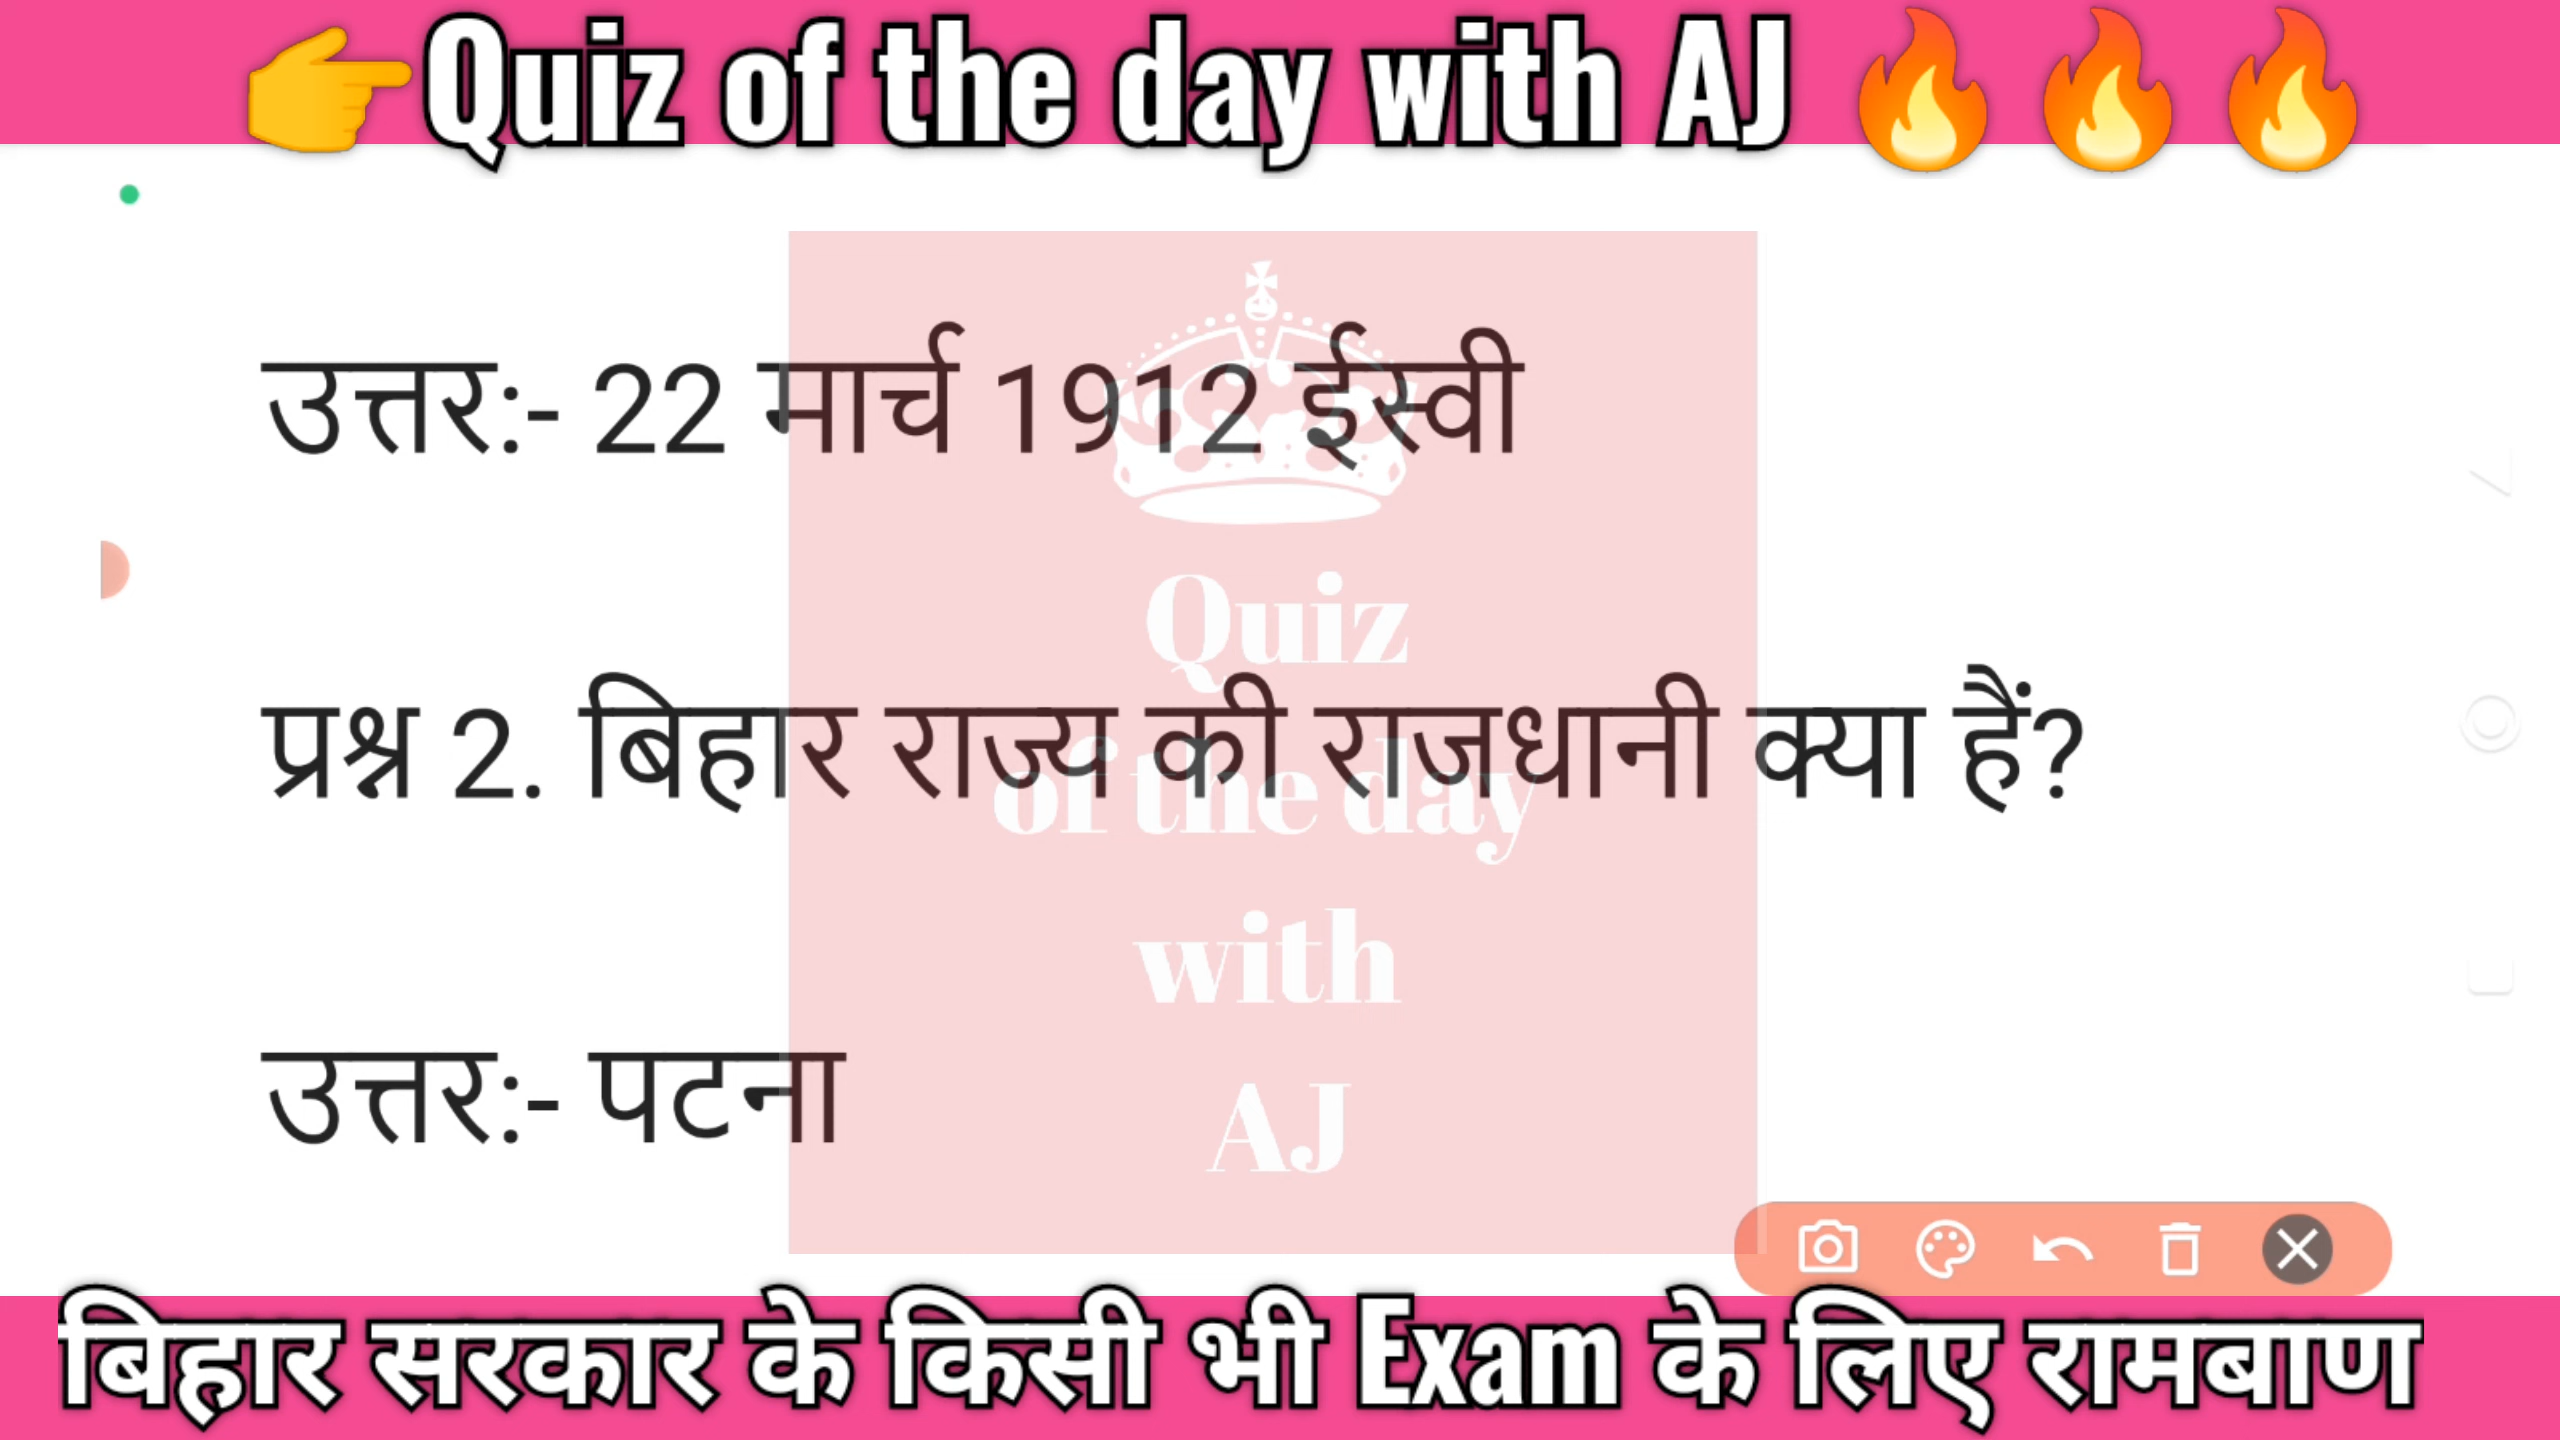 👉Quiz of the day with AJ 🔥🔥🔥
उत्तर:- 22 मार्च 1912 ईस्वी
Quiz
प्रश्न 2. बिहार राज्य की राजधानी क्या हैं?
of the day
with
उत्तर:- पटना
AJ
बिहार सरकार के किसी भी Exam के लिए रामबाण